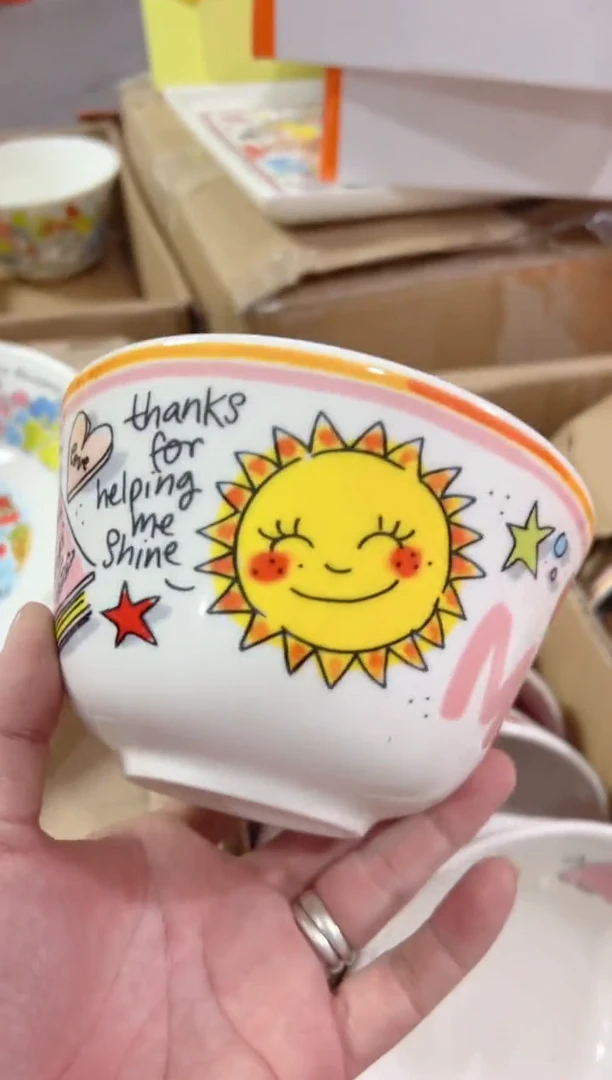 thanks
for
helping
me
Shine
Love